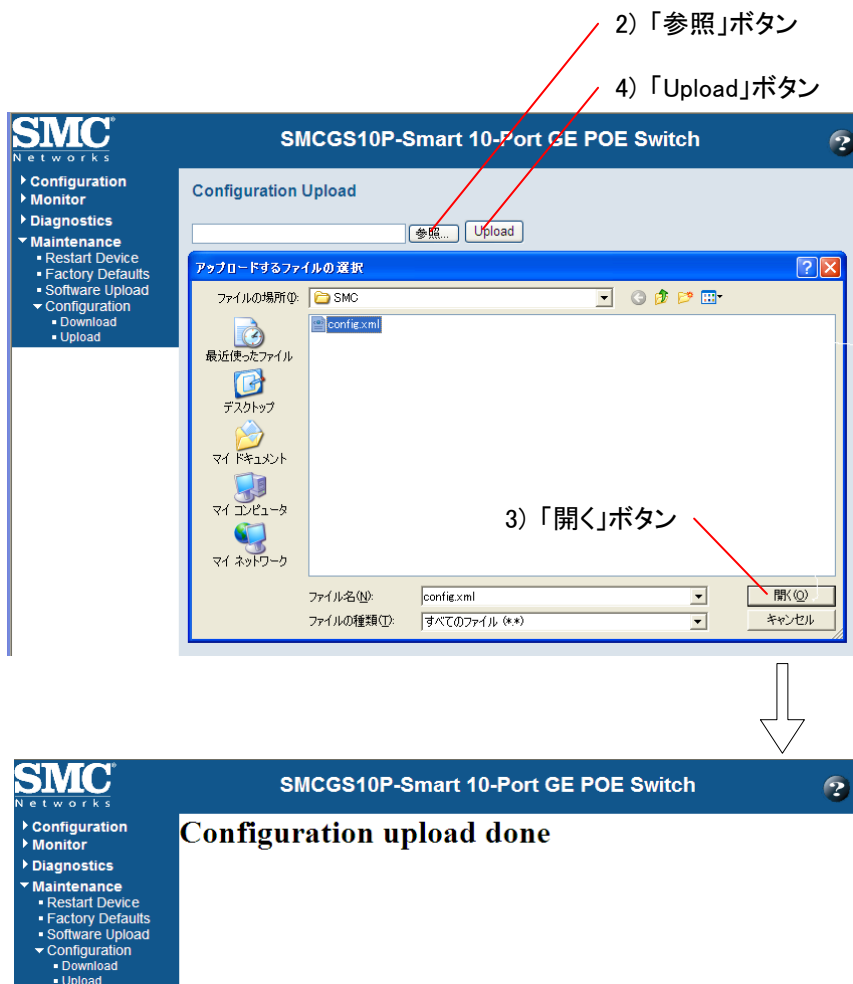 2) 「参照」ボタン
4) 「Upload」ボタン
SMC
Networks
SMCGS10P-Smart 10-Port GE POE Switch
?
Configuration
Monitor
Diagnostics
Maintenance
Restart Device
Factory Defaults
Software Upload
Configuration
Download
Upload
Configuration Upload
参照... Upload
アップロードするファイルの選択
ファイルの場所(I): SMC
config.xml
最近使ったファイル
デスクトップ
マイ ドキュメント
マイ コンピュータ
マイ ネットワーク
3) 「開く」ボタン
ファイル名(N): config.xml 開く(O)
ファイルの種類(T): すべてのファイル (*.*) キャンセル
SMC
Networks
SMCGS10P-Smart 10-Port GE POE Switch
?
Configuration
Monitor
Diagnostics
Maintenance
Restart Device
Factory Defaults
Software Upload
Configuration
Download
Upload
Configuration upload done